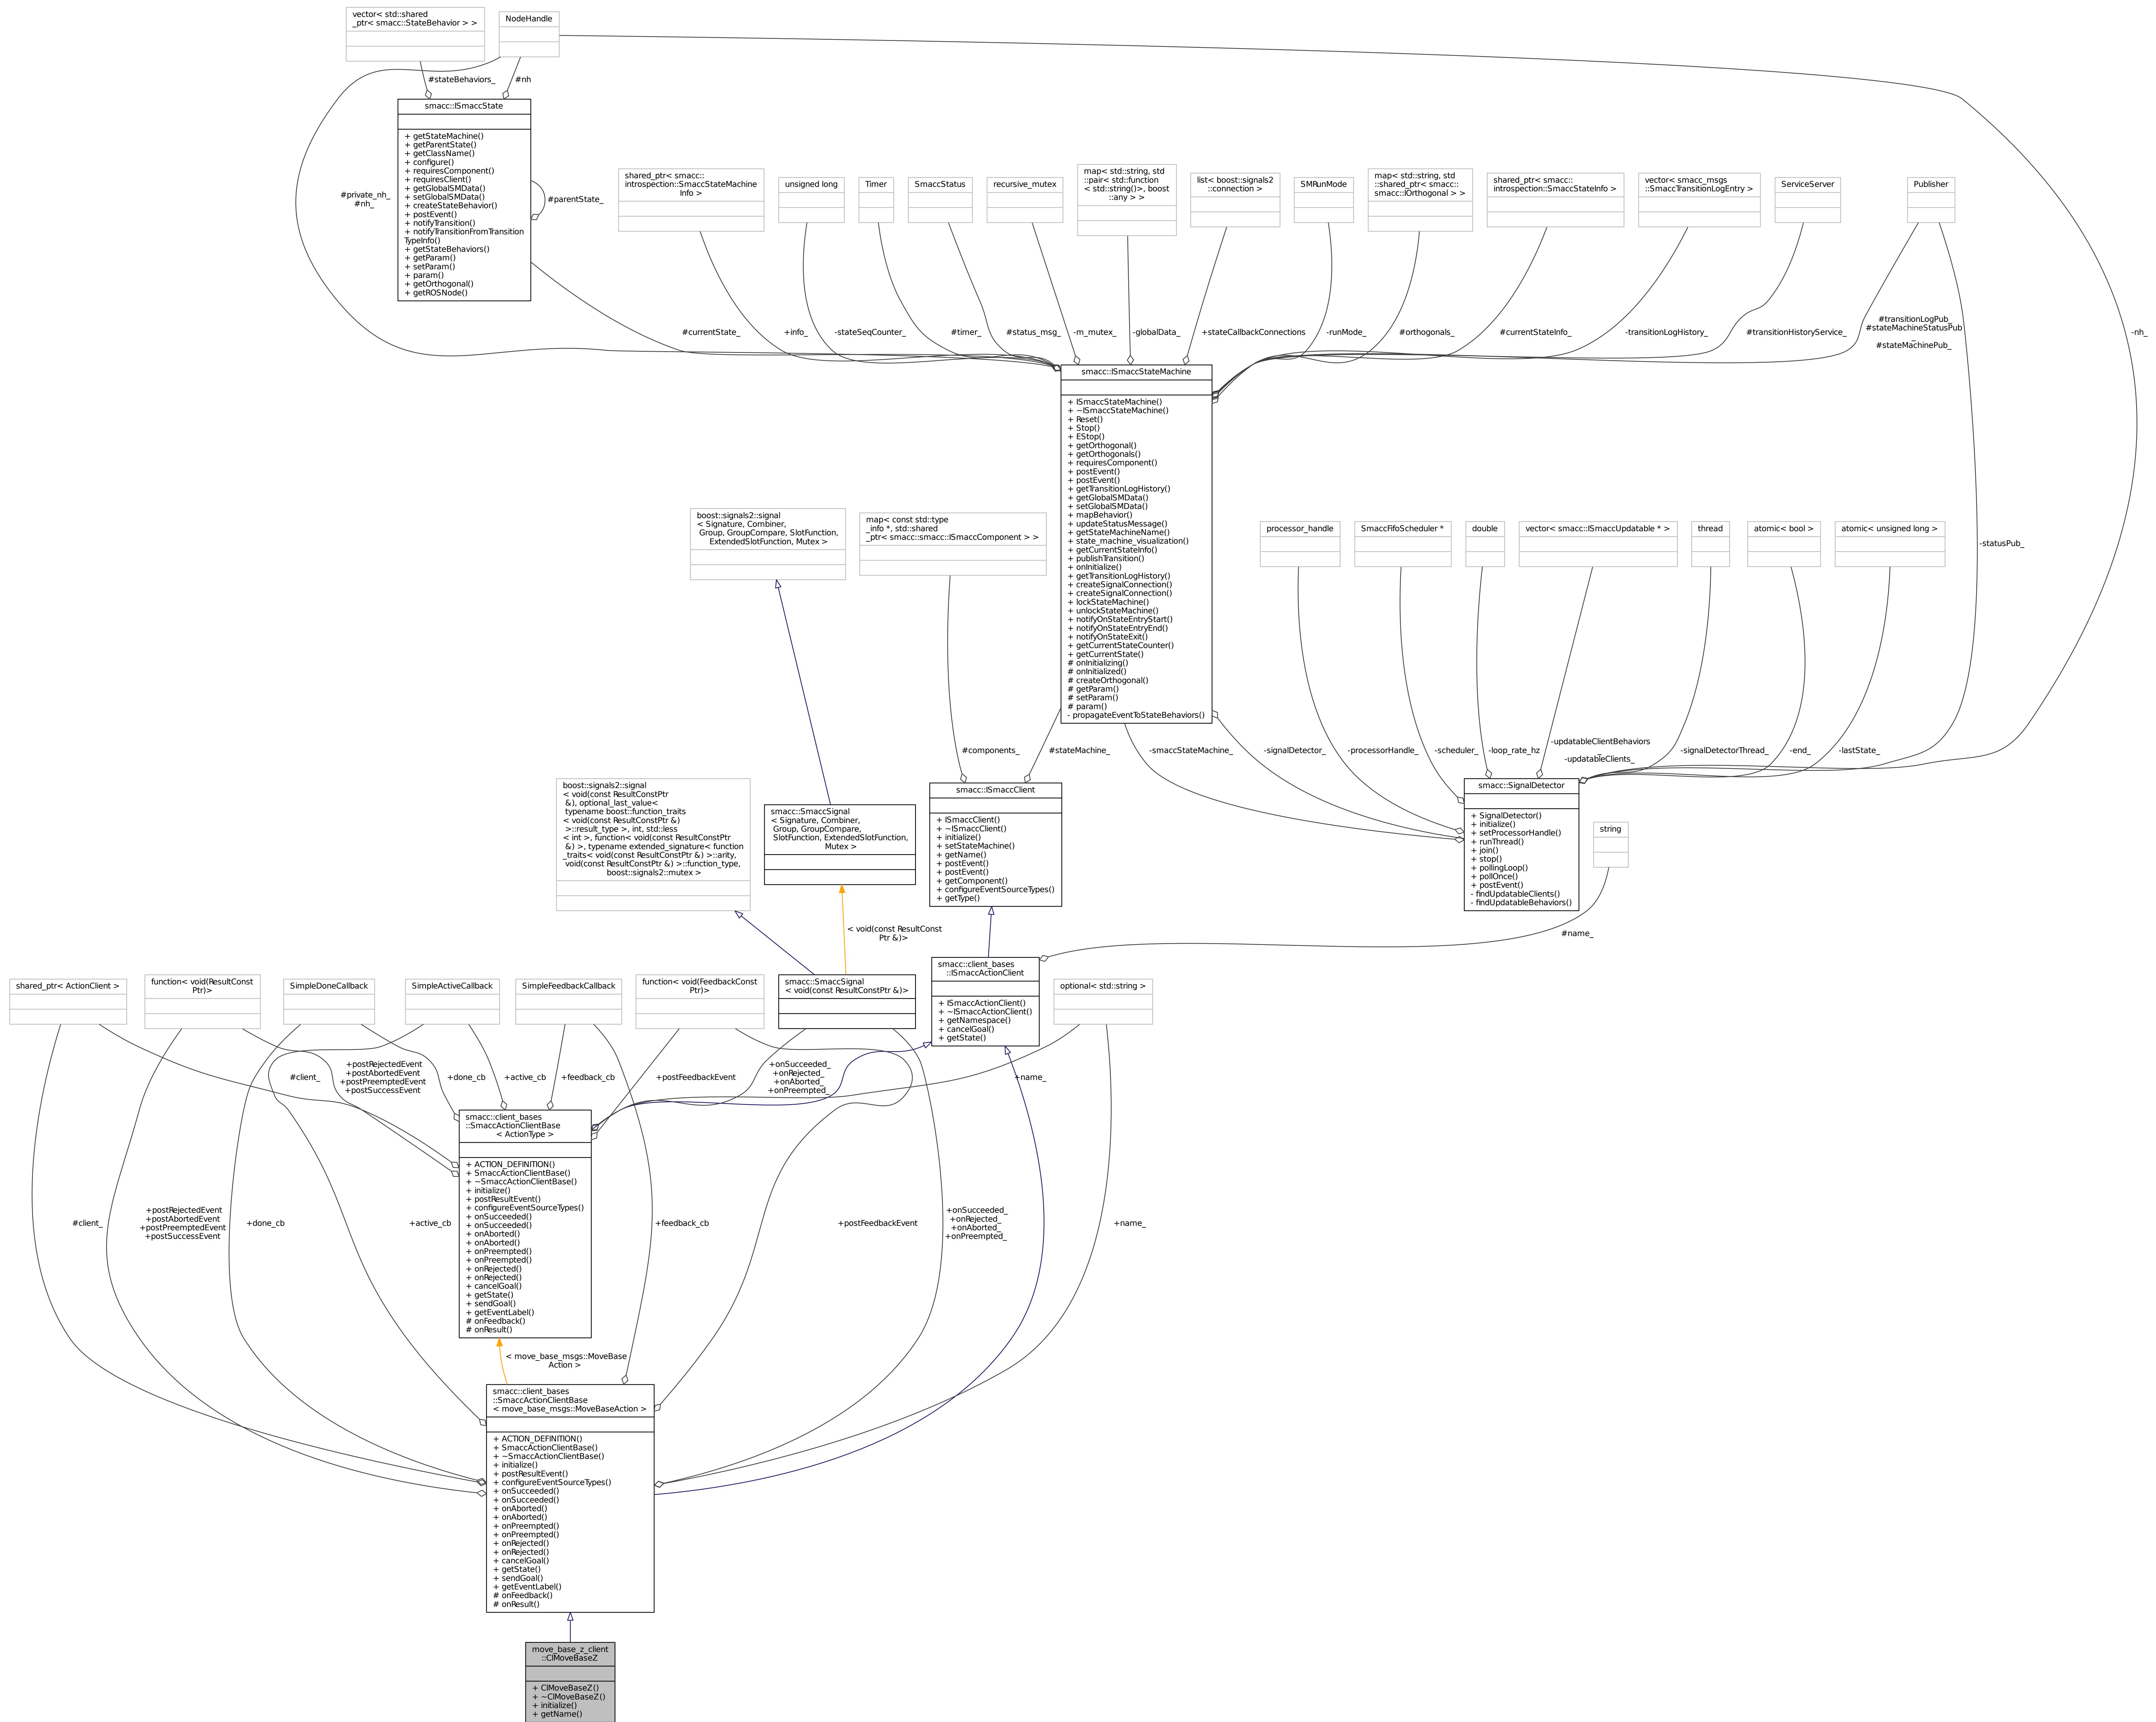 vector< std::shared
_ptr< smacc::StateBehavior > >
NodeHandle
#stateBehaviors_
#nh
smacc::ISmaccState
+ getStateMachine()
+ getParentState()
+ getClassName()
+ configure()
+ requiresComponent()
+ requiresClient()
+ getGlobalSMData()
+ setGlobalSMData()
+ createStateBehavior()
+ postEvent()
+ notifyTransition()
+ notifyTransitionFromTransition
TypeInfo()
+ getStateBehaviors()
+ getParam()
+ setParam()
+ param()
+ getOrthogonal()
+ getROSNode()
#private_nh_
#nh_
#parentState_
shared_ptr< smacc::
introspection::SmaccStateMachine
Info >
unsigned long
Timer
SmaccStatus
recursive_mutex
map< std::string, std
::pair< std::function
< std::string()>, boost
::any > >
list< boost::signals2
::connection >
SMRunMode
map< std::string, std
::shared_ptr< smacc::
smacc::IOrthogonal > >
shared_ptr< smacc::
introspection::SmaccStateInfo >
vector< smacc_msgs
::SmaccTransitionLogEntry >
ServiceServer
Publisher
#currentState_
+info_
-stateSeqCounter_
#timer_
#status_msg_
-m_mutex_
-globalData_
+stateCallbackConnections
-runMode_
#orthogonals_
#currentStateInfo_
-transitionLogHistory_
#transitionHistoryService_
#transitionLogPub_
#stateMachineStatusPub
_
#stateMachinePub_
-nh_
smacc::ISmaccStateMachine
+ ISmaccStateMachine()
+ ~ISmaccStateMachine()
+ Reset()
+ Stop()
+ EStop()
+ getOrthogonal()
+ getOrthogonals()
+ requiresComponent()
+ postEvent()
+ postEvent()
+ getTransitionLogHistory()
+ getGlobalSMData()
+ setGlobalSMData()
+ mapBehavior()
+ updateStatusMessage()
+ getStateMachineName()
+ state_machine_visualization()
+ getCurrentStateInfo()
+ publishTransition()
+ onInitialize()
+ getTransitionLogHistory()
+ createSignalConnection()
+ createSignalConnection()
+ lockStateMachine()
+ unlockStateMachine()
+ notifyOnStateEntryStart()
+ notifyOnStateEntryEnd()
+ notifyOnStateExit()
+ getCurrentStateCounter()
+ getCurrentState()
# onInitializing()
# onInitialized()
# createOrthogonal()
# getParam()
# setParam()
# param()
- propagateEventToStateBehaviors()
boost::signals2::signal
< Signature, Combiner,
Group, GroupCompare, SlotFunction,
ExtendedSlotFunction, Mutex >
map< const std::type
_info *, std::shared
_ptr< smacc::smacc::ISmaccComponent > >
processor_handle
SmaccFifoScheduler *
double
vector< smacc::ISmaccUpdatable * >
thread
atomic< bool >
atomic< unsigned long >
-statusPub_
#components_
#stateMachine_
-smaccStateMachine_
-signalDetector_
-processorHandle_
-scheduler_
-loop_rate_hz
-updatableClientBehaviors
_
-updatableClients_
-signalDetectorThread_
-end_
-lastState_
boost::signals2::signal
< void(const ResultConstPtr
&), optional_last_value<
typename boost::function_traits
< void(const ResultConstPtr &)
>::result_type >, int, std::less
< int >, function< void(const ResultConstPtr
&) >, typename extended_signature< function
_traits< void(const ResultConstPtr &) >::arity,
void(const ResultConstPtr &) >::function_type,
boost::signals2::mutex >
smacc::SmaccSignal
< Signature, Combiner,
Group, GroupCompare,
SlotFunction, ExtendedSlotFunction,
Mutex >
smacc::ISmaccClient
+ ISmaccClient()
+ ~ISmaccClient()
+ initialize()
+ setStateMachine()
+ getName()
+ postEvent()
+ postEvent()
+ getComponent()
+ configureEventSourceTypes()
+ getType()
smacc::SignalDetector
+ SignalDetector()
+ initialize()
+ setProcessorHandle()
+ runThread()
+ join()
+ stop()
+ pollingLoop()
+ pollOnce()
+ postEvent()
- findUpdatableClients()
- findUpdatableBehaviors()
string
< void(const ResultConst
Ptr &)>
#name_
shared_ptr< ActionClient >
function< void(ResultConst
Ptr)>
SimpleDoneCallback
SimpleActiveCallback
SimpleFeedbackCallback
function< void(FeedbackConst
Ptr)>
smacc::SmaccSignal
< void(const ResultConstPtr &)>
smacc::client_bases
::ISmaccActionClient
+ ISmaccActionClient()
+ ~ISmaccActionClient()
+ getNamespace()
+ cancelGoal()
+ getState()
optional< std::string >
#client_
+postRejectedEvent
+postAbortedEvent
+postPreemptedEvent
+postSuccessEvent
+done_cb
+active_cb
+feedback_cb
+postFeedbackEvent
+onSucceeded_
+onRejected_
+onAborted_
+onPreempted_
+name_
smacc::client_bases
::SmaccActionClientBase
< ActionType >
+ ACTION_DEFINITION()
+ SmaccActionClientBase()
+ ~SmaccActionClientBase()
+ initialize()
+ postResultEvent()
+ configureEventSourceTypes()
+ onSucceeded()
+ onSucceeded()
+ onAborted()
+ onAborted()
+ onPreempted()
+ onPreempted()
+ onRejected()
+ onRejected()
+ cancelGoal()
+ getState()
+ sendGoal()
+ getEventLabel()
# onFeedback()
# onResult()
#client_
+postRejectedEvent
+postAbortedEvent
+postPreemptedEvent
+postSuccessEvent
+done_cb
+active_cb
+feedback_cb
+postFeedbackEvent
+onSucceeded_
+onRejected_
+onAborted_
+onPreempted_
+name_
< move_base_msgs::MoveBase
Action >
smacc::client_bases
::SmaccActionClientBase
< move_base_msgs::MoveBaseAction >
+ ACTION_DEFINITION()
+ SmaccActionClientBase()
+ ~SmaccActionClientBase()
+ initialize()
+ postResultEvent()
+ configureEventSourceTypes()
+ onSucceeded()
+ onSucceeded()
+ onAborted()
+ onAborted()
+ onPreempted()
+ onPreempted()
+ onRejected()
+ onRejected()
+ cancelGoal()
+ getState()
+ sendGoal()
+ getEventLabel()
# onFeedback()
# onResult()
move_base_z_client
::ClMoveBaseZ
+ ClMoveBaseZ()
+ ~ClMoveBaseZ()
+ initialize()
+ getName()